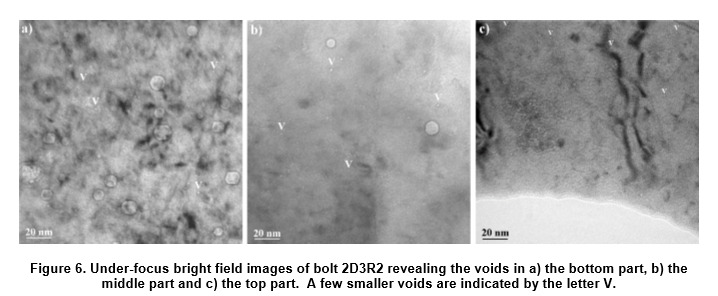 a)
b)
c)
V
V
V
V
V
V
V
V
V
V
V
V
V
20 nm
20 nm
20 nm
Figure 6. Under-focus bright field images of bolt 2D3R2 revealing the voids in a) the bottom part, b) the
middle part and c) the top part. A few smaller voids are indicated by the letter V.